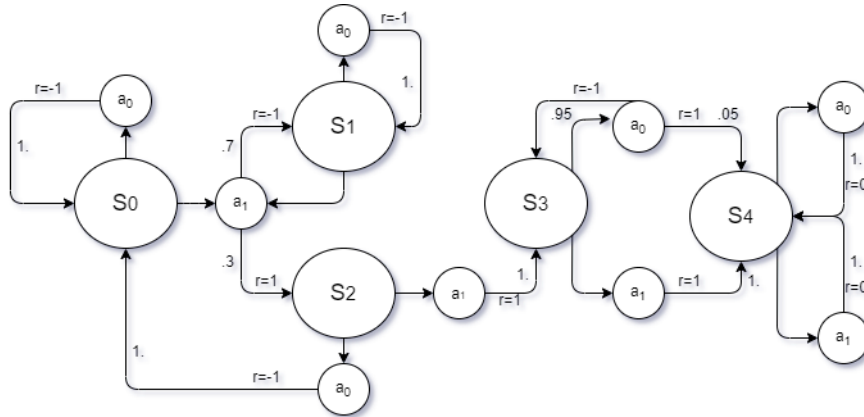 a0
r=-1
1.
r=-1
a0
1.
S0
r=-1
.7
S1
a1
.3
r=1
S2
a1
r=1
1.
a0
r=-1
1.
r=-1
.95
a0
r=1
.05
S3
a1
r=1
1.
S4
a0
1.
r=0
1.
r=0
a1